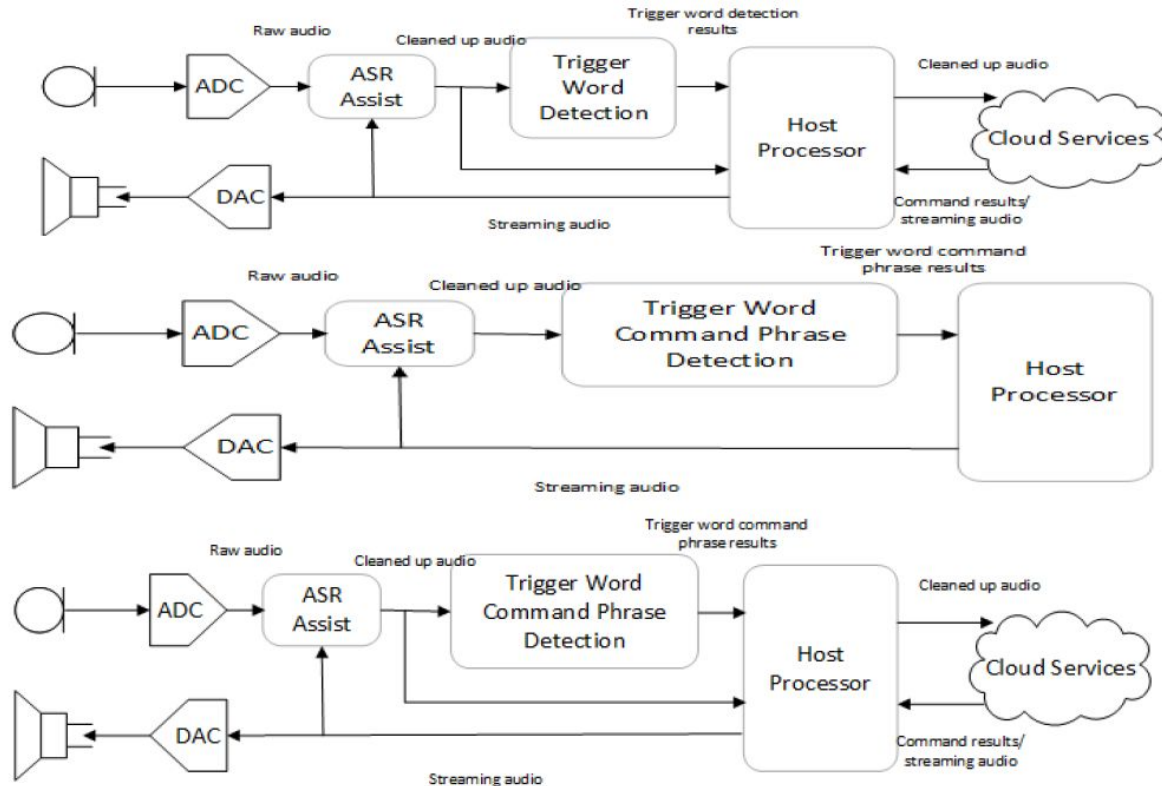 Trigger word detection
results
Raw audio
Cleaned up audio
Cleaned up audio
ADC
ASR
Assist
Trigger
Word
Detection
Host
Processor
Cloud Services
DAC
Streaming audio
Command results/
streaming audio
Trigger word command
phrase results
Raw audio
Cleaned up audio
ADC
ASR
Assist
Trigger Word
Command Phrase
Detection
Host
Processor
DAC
Streaming audio
Trigger word command
phrase results
Raw audio
Cleaned up audio
Cleaned up audio
ADC
ASR
Assist
Trigger Word
Command Phrase
Detection
Host
Processor
Cloud Services
DAC
Command results/
streaming audio
Streaming audio